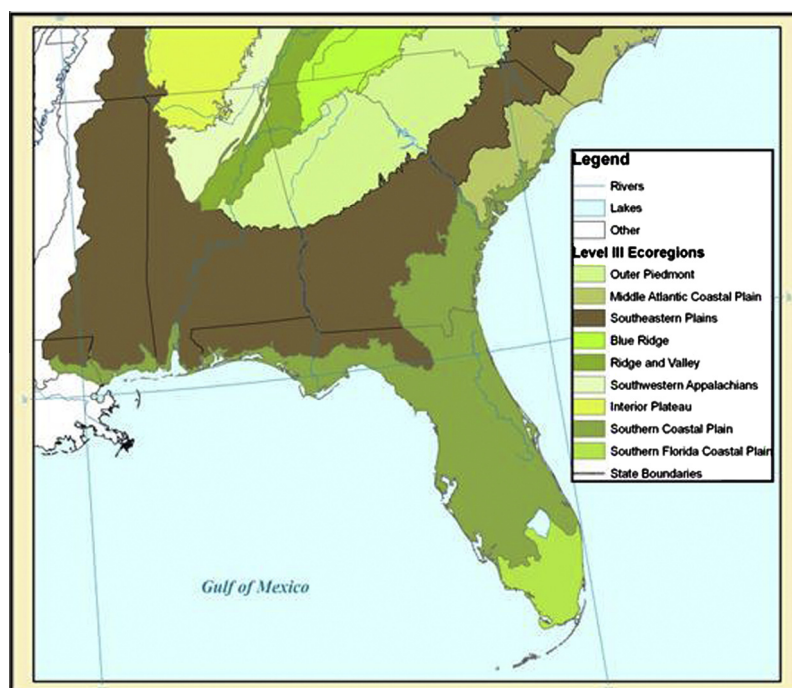 Legend
Rivers
Lakes
Other
Level III Ecoregions
Outer Piedmont
Middle Atlantic Coastal Plain
Southeastern Plains
Blue Ridge
Ridge and Valley
Southwestern Appalachians
Interior Plateau
Southern Coastal Plain
Southern Florida Coastal Plain
State Boundaries
Gulf of Mexico